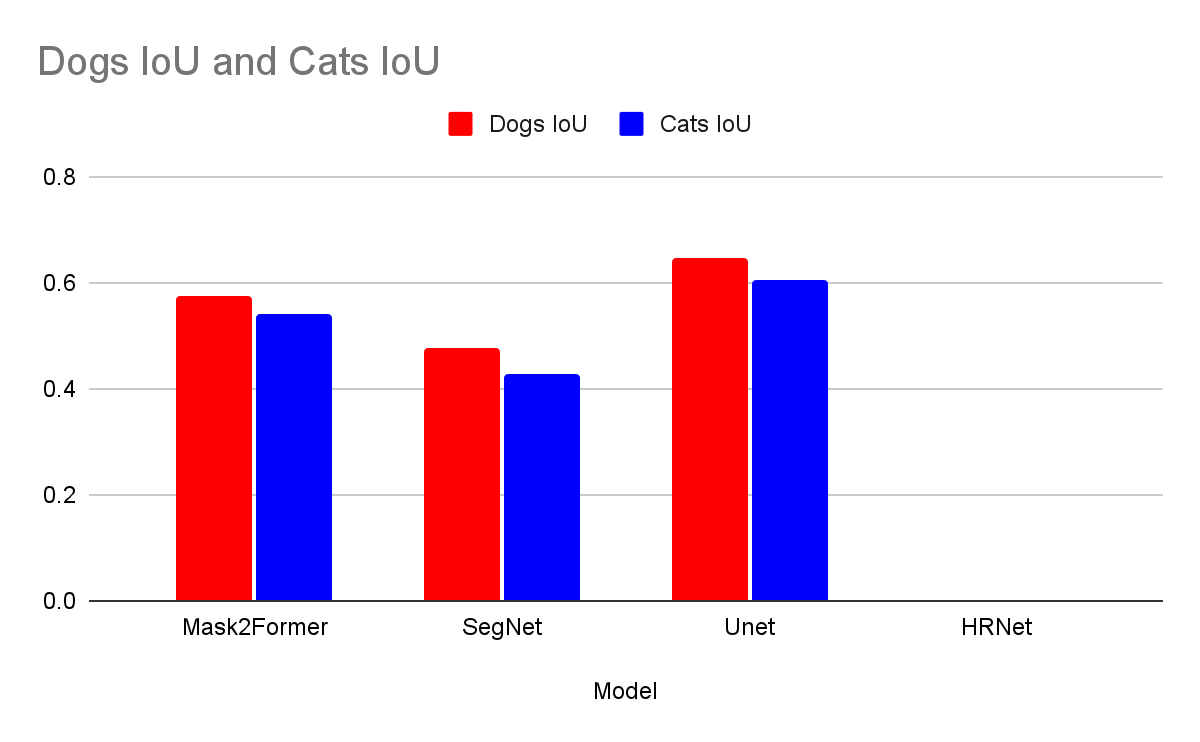 Dogs IoU and Cats IoU
Dogs IoU Cats IoU
0.8
0.6
0.4
0.2
0.0
Mask2Former SegNet Unet HRNet
Model